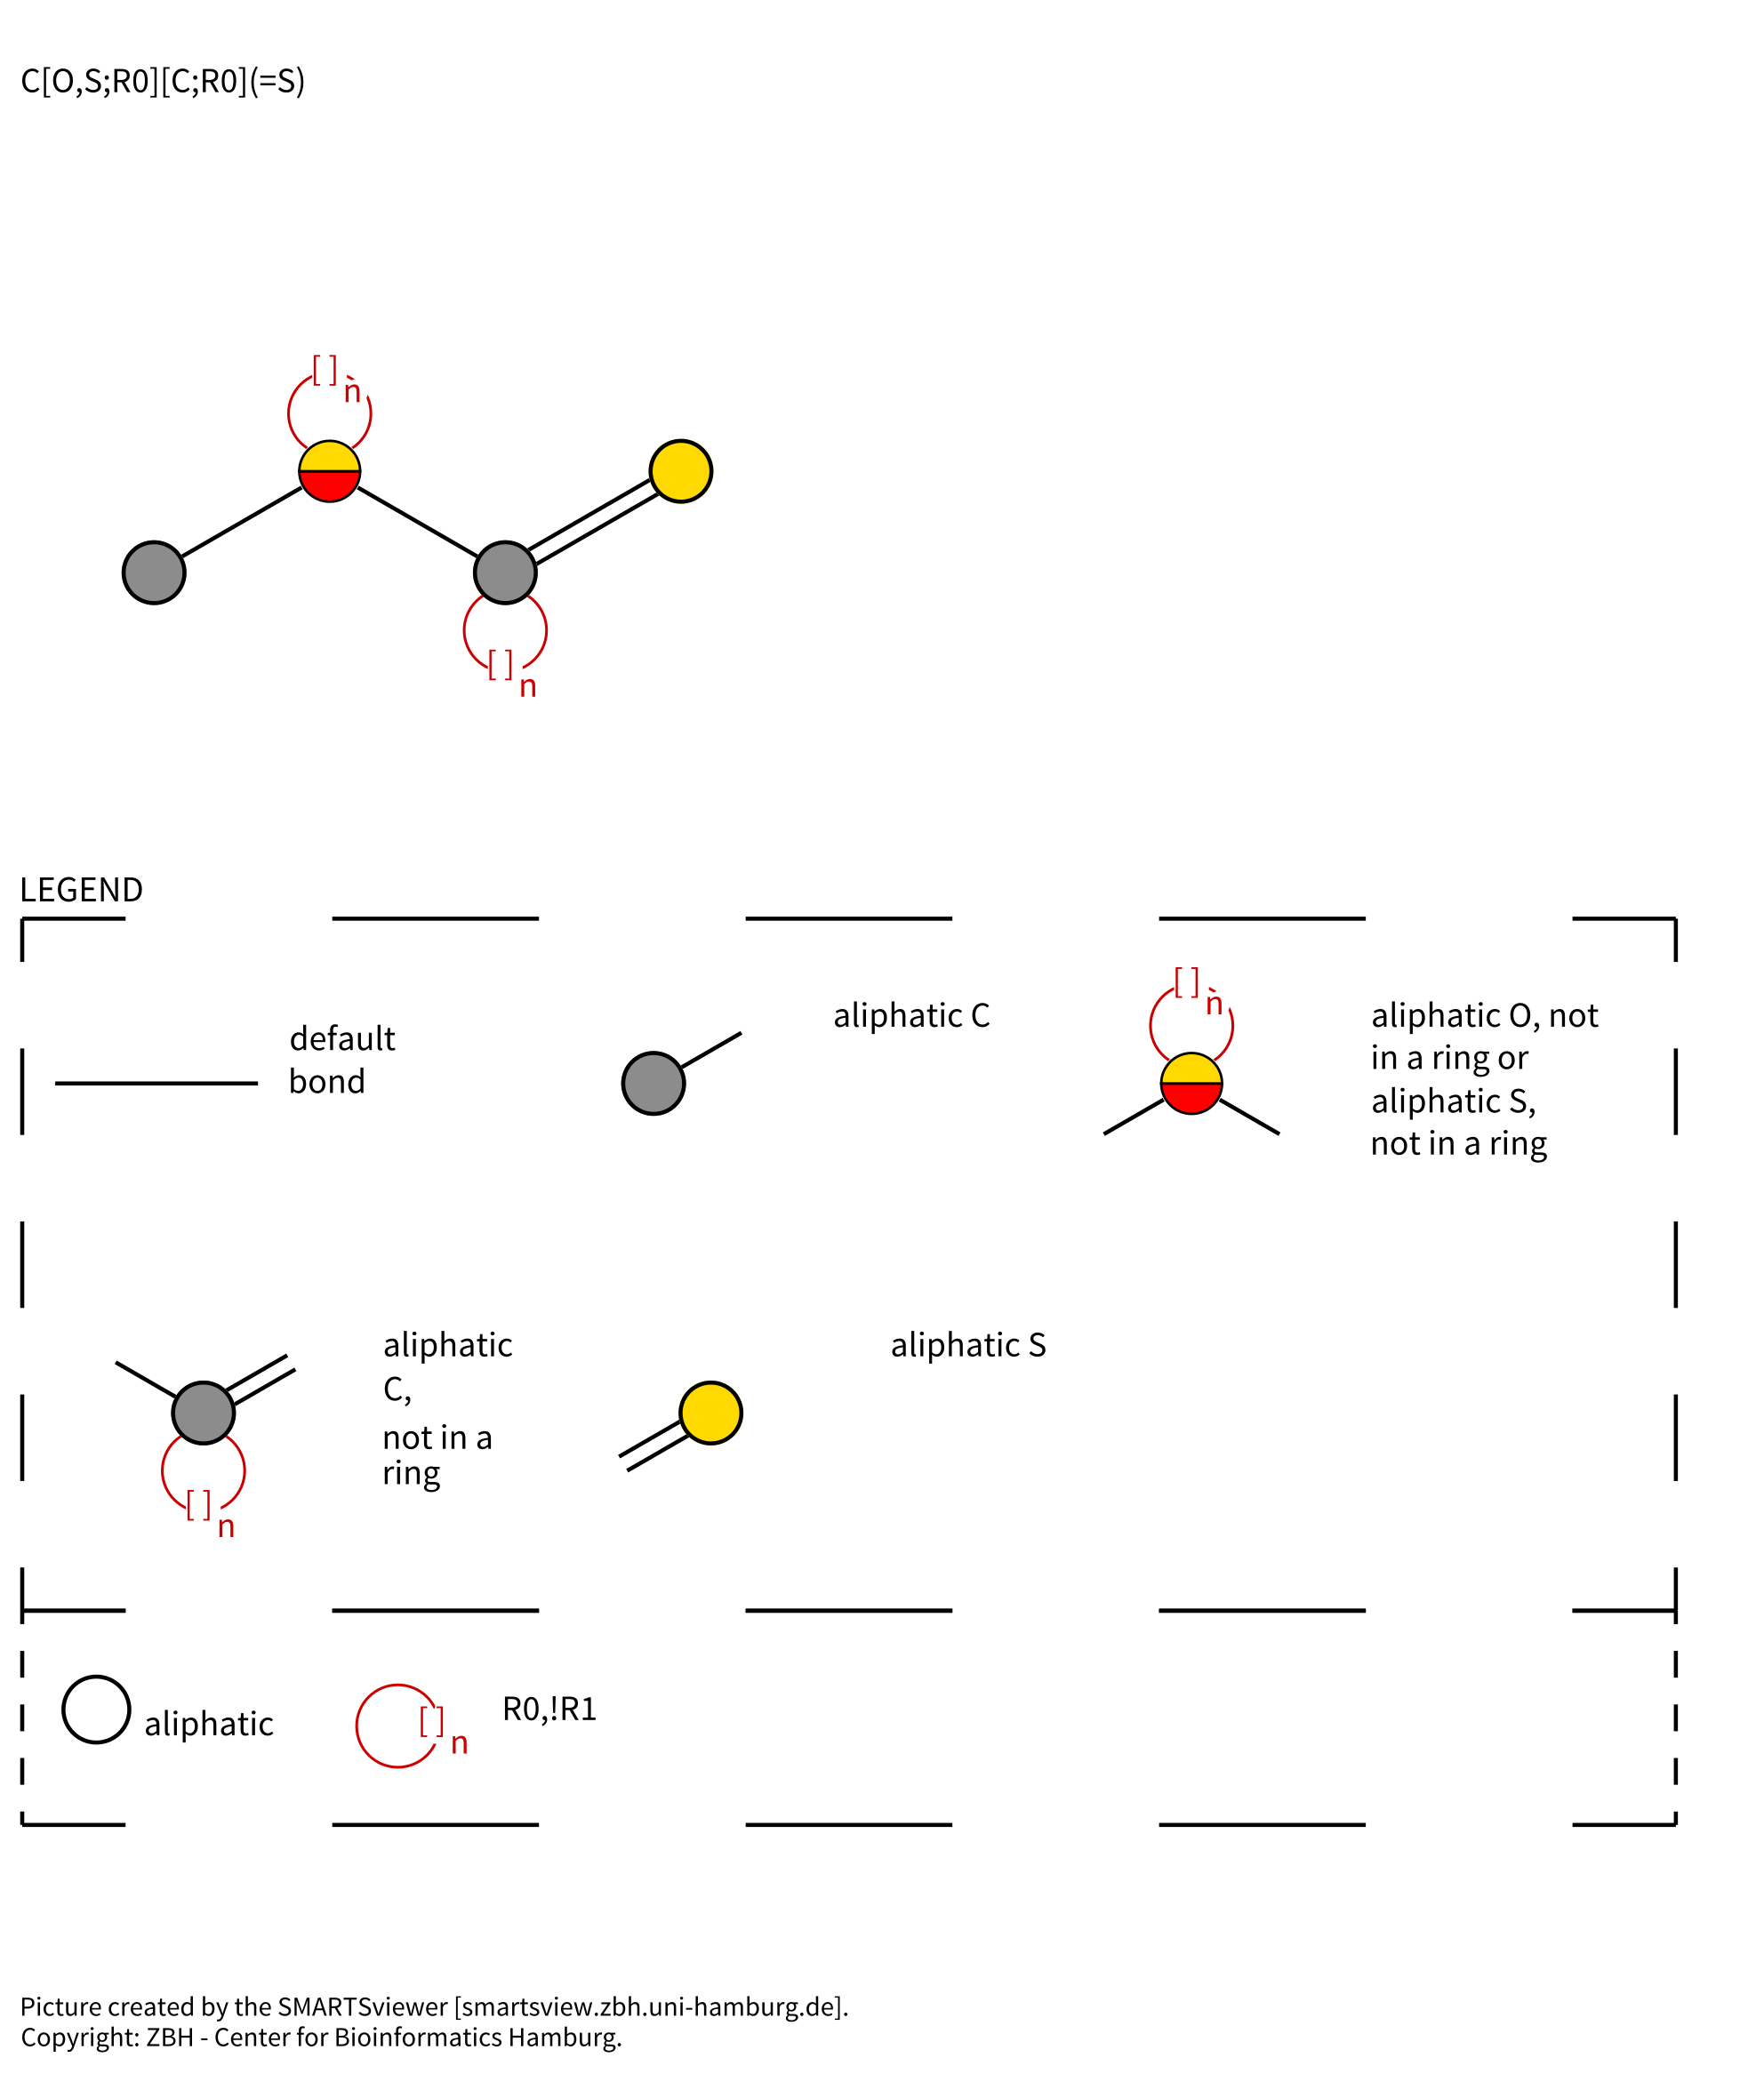 C[O,S;R0][C;R0](=S)
[ ]n
[ ]n
LEGEND
default
bond
aliphatic C
[ ]n
aliphatic O, not
in a ring or
aliphatic S,
not in a ring
aliphatic
C,
not in a
ring
[ ]n
aliphatic S
aliphatic
[ ]n
R0,!R1
Picture created by the SMARTSviewer [smartsview.zbh.uni-hamburg.de].
Copyright: ZBH - Center for Bioinformatics Hamburg.